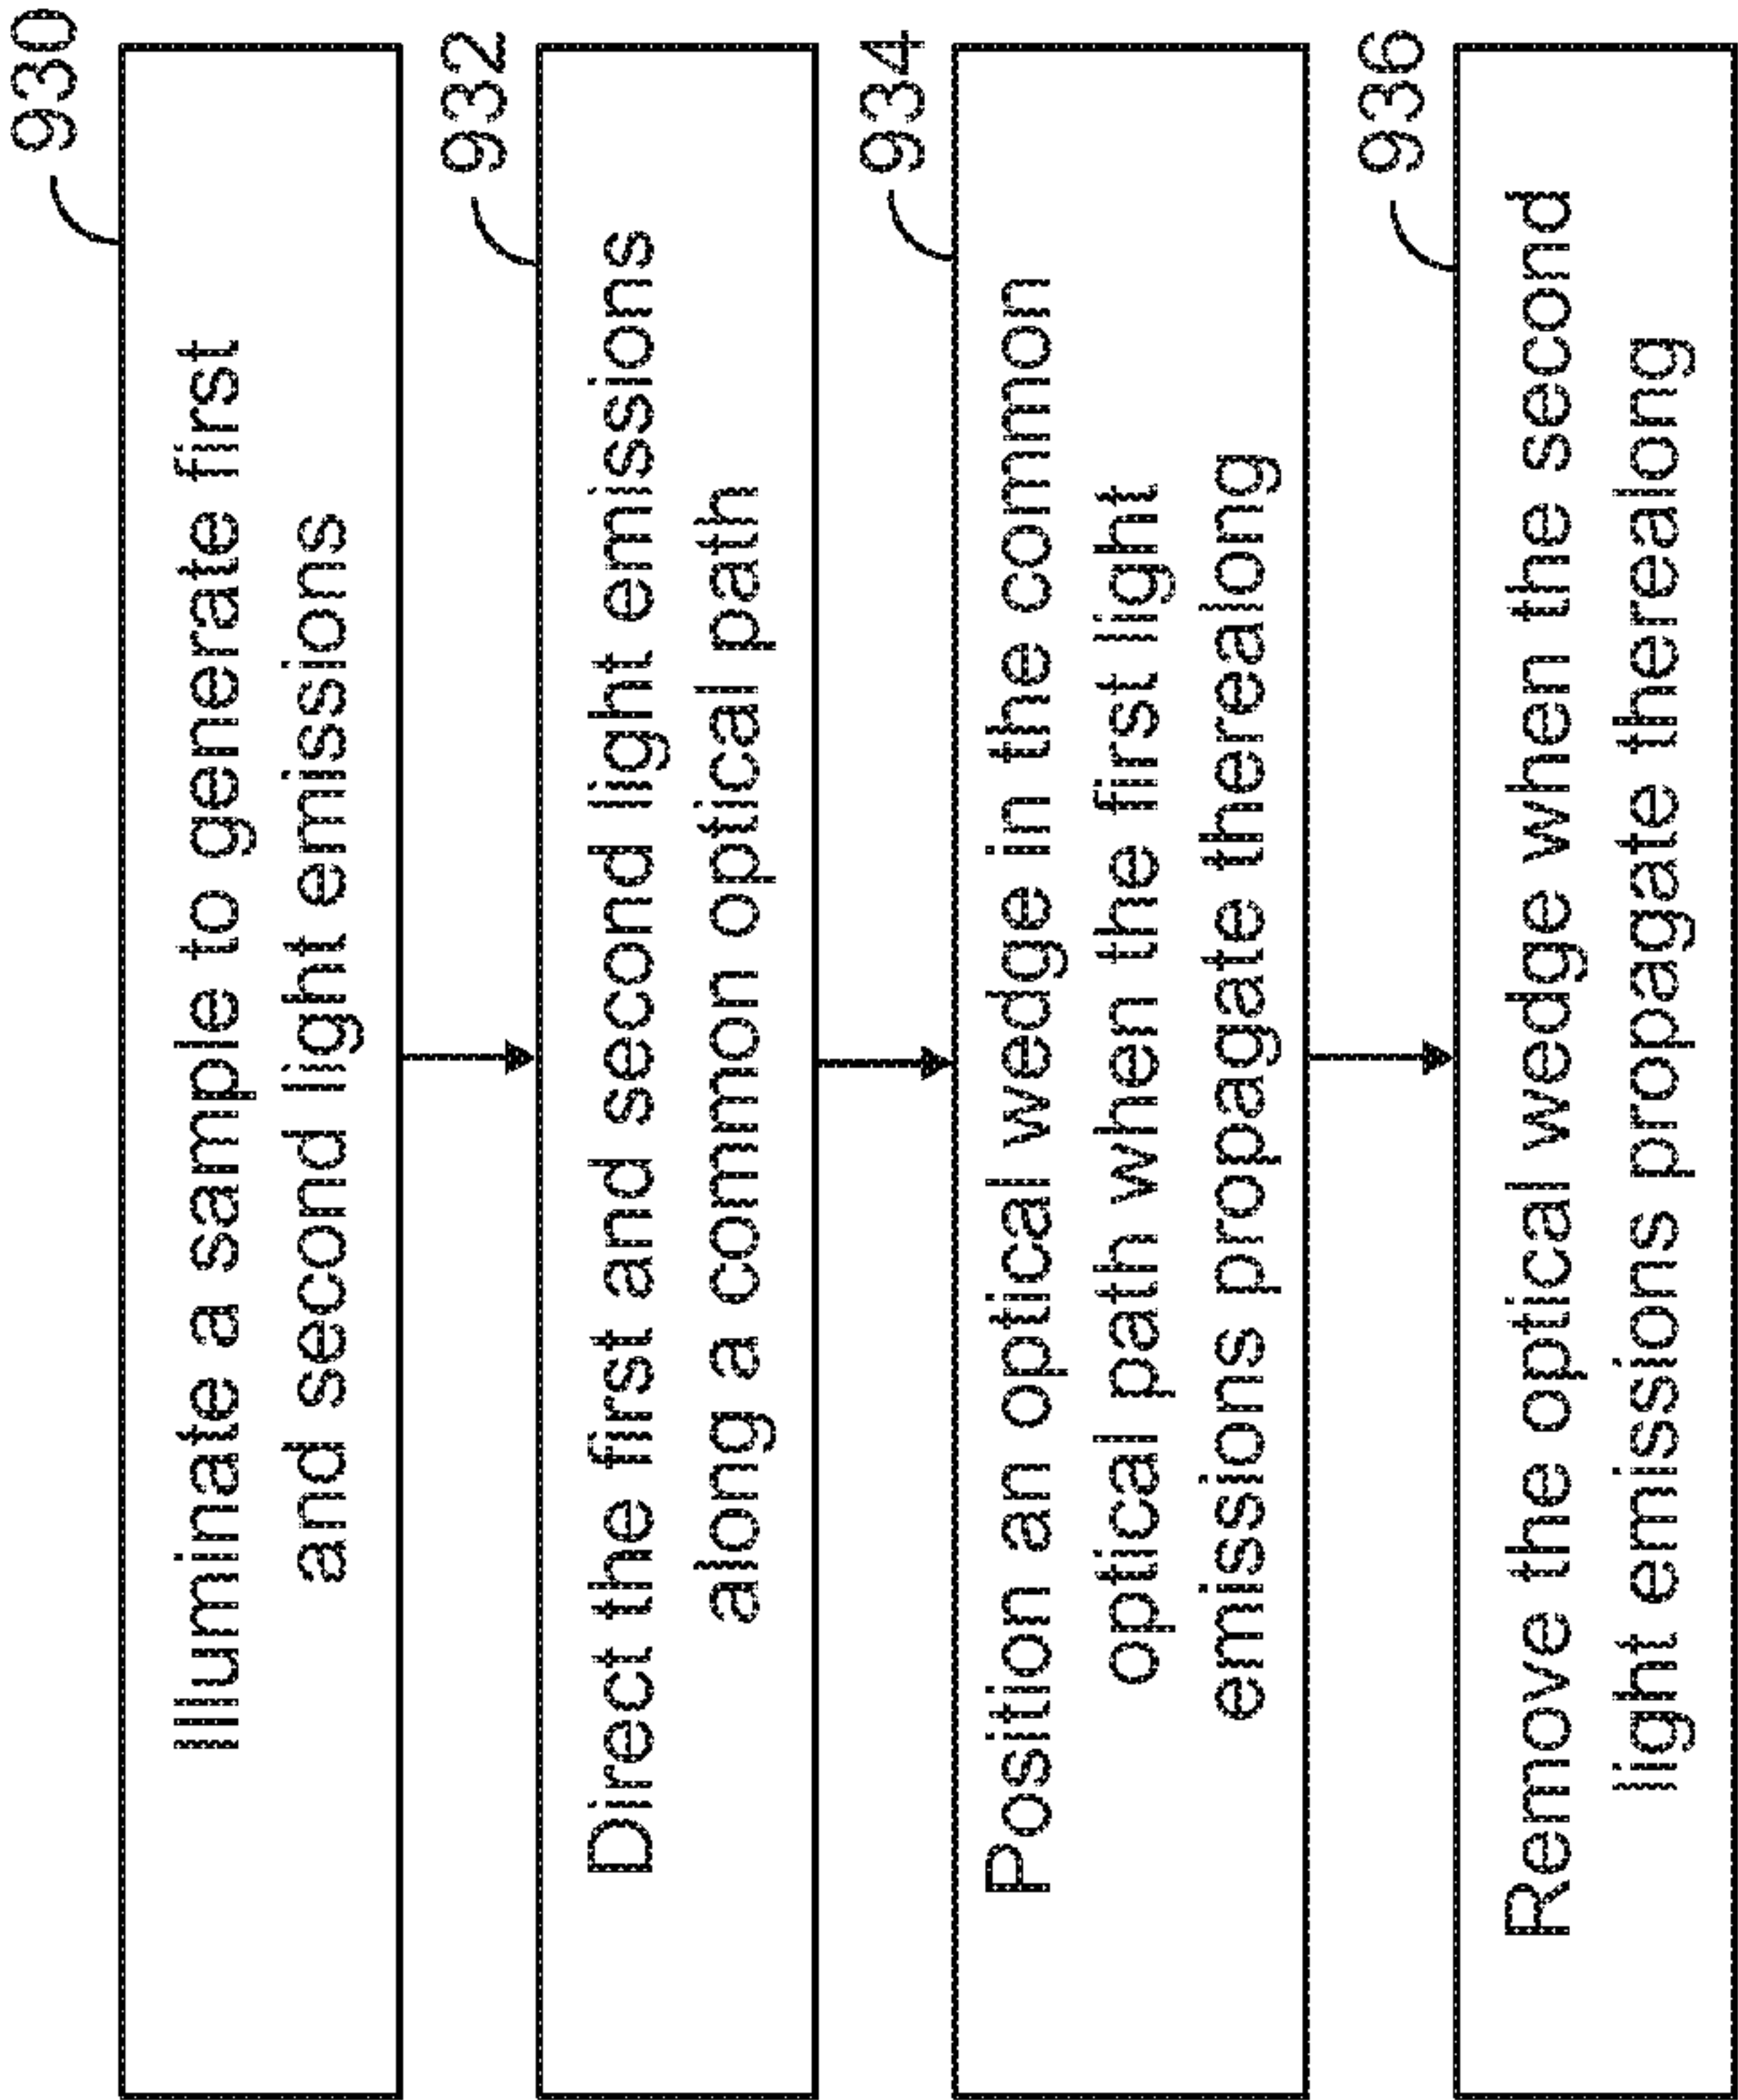 930
Illuminate a sample to generate first
and second light emissions
932
Direct the first and second light emissions
along a common optical path
934
Position an optical wedge in the common
optical path when the first light
emissions propagate therealong
936
Remove the optical wedge when the second
light emissions propagate therealong